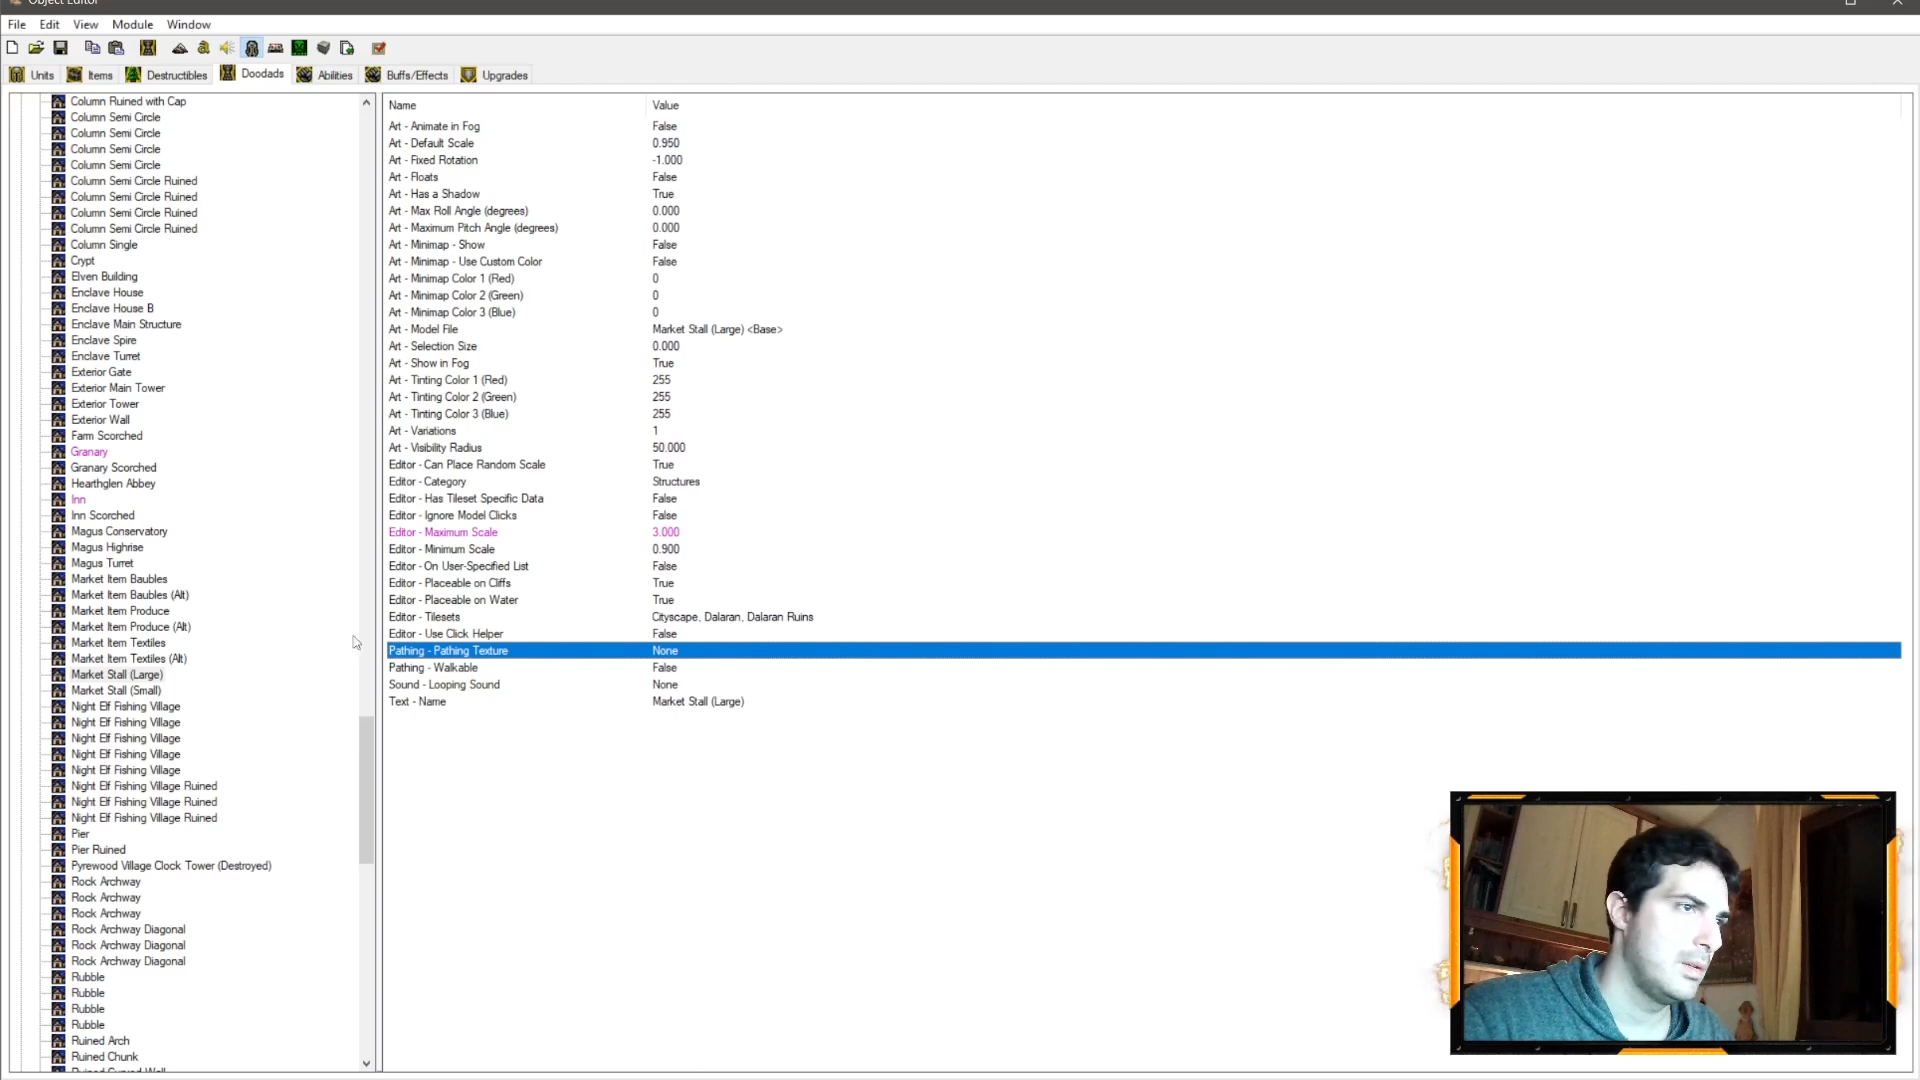 Object Editor
File Edit View Module Window
Units Items Destructibles Doodads Abilities Buffs/Effects Upgrades
Column Ruined with Cap
Column Semi Circle
Column Semi Circle
Column Semi Circle
Column Semi Circle
Column Semi Circle Ruined
Column Semi Circle Ruined
Column Semi Circle Ruined
Column Semi Circle Ruined
Column Single
Crypt
Elven Building
Enclave House
Enclave House B
Enclave Main Structure
Enclave Spire
Enclave Turret
Exterior Gate
Exterior Main Tower
Exterior Tower
Exterior Wall
Farm Scorched
Granary
Granary Scorched
Hearthglen Abbey
Inn
Inn Scorched
Magus Conservatory
Magus Highrise
Magus Turret
Market Item Baubles
Market Item Baubles (Alt)
Market Item Produce
Market Item Produce (Alt)
Market Item Textiles
Market Item Textiles (Alt)
Market Stall (Large)
Market Stall (Small)
Night Elf Fishing Village
Night Elf Fishing Village
Night Elf Fishing Village
Night Elf Fishing Village
Night Elf Fishing Village
Night Elf Fishing Village Ruined
Night Elf Fishing Village Ruined
Night Elf Fishing Village Ruined
Pier
Pier Ruined
Pyrewood Village Clock Tower (Destroyed)
Rock Archway
Rock Archway
Rock Archway
Rock Archway Diagonal
Rock Archway Diagonal
Rock Archway Diagonal
Rubble
Rubble
Rubble
Rubble
Ruined Arch
Ruined Chunk
Ruined Curved Wall
Name Value
Art - Animate in Fog False
Art - Default Scale 0.950
Art - Fixed Rotation -1.000
Art - Floats False
Art - Has a Shadow True
Art - Max Roll Angle (degrees) 0.000
Art - Maximum Pitch Angle (degrees) 0.000
Art - Minimap - Show False
Art - Minimap - Use Custom Color False
Art - Minimap Color 1 (Red) 0
Art - Minimap Color 2 (Green) 0
Art - Minimap Color 3 (Blue) 0
Art - Model File Market Stall (Large) <Base>
Art - Selection Size 0.000
Art - Show in Fog True
Art - Tinting Color 1 (Red) 255
Art - Tinting Color 2 (Green) 255
Art - Tinting Color 3 (Blue) 255
Art - Variations 1
Art - Visibility Radius 50.000
Editor - Can Place Random Scale True
Editor - Category Structures
Editor - Has Tileset Specific Data False
Editor - Ignore Model Clicks False
Editor - Maximum Scale 3.000
Editor - Minimum Scale 0.900
Editor - On User-Specified List False
Editor - Placeable on Cliffs True
Editor - Placeable on Water True
Editor - Tilesets Cityscape, Dalaran, Dalaran Ruins
Editor - Use Click Helper False
Pathing - Pathing Texture None
Pathing - Walkable False
Sound - Looping Sound None
Text - Name Market Stall (Large)